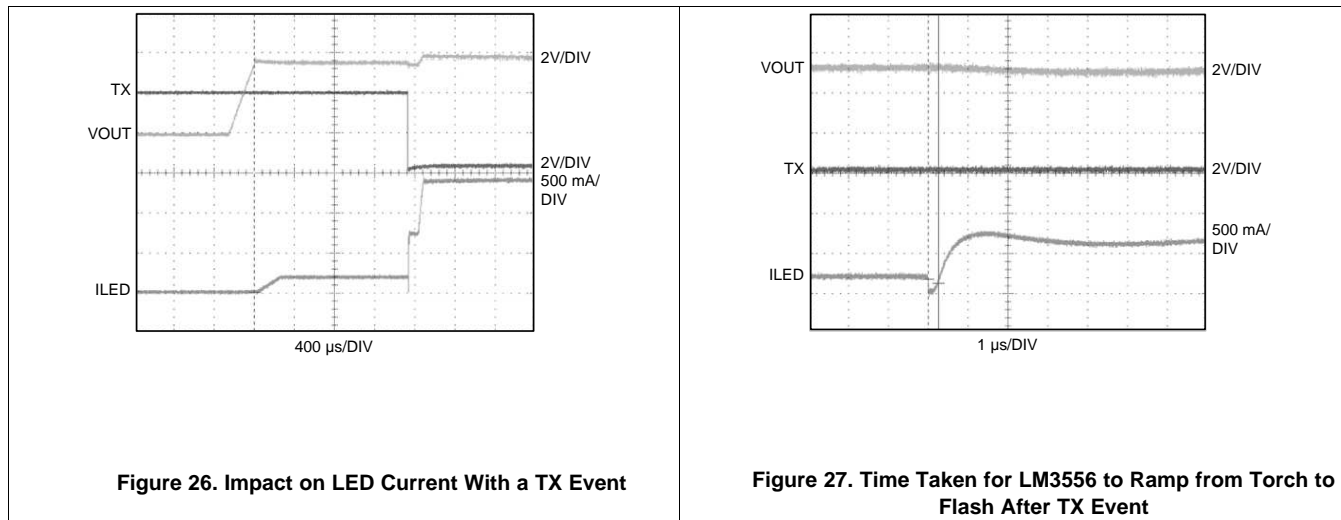 2V/DIV
TX
VOUT
2V/DIV
500 mA/
DIV
ILED
400 µs/DIV
Figure 26. Impact on LED Current With a TX Event
VOUT
2V/DIV
TX
2V/DIV
500 mA/
DIV
ILED
1 µs/DIV
Figure 27. Time Taken for LM3556 to Ramp from Torch to
Flash After TX Event